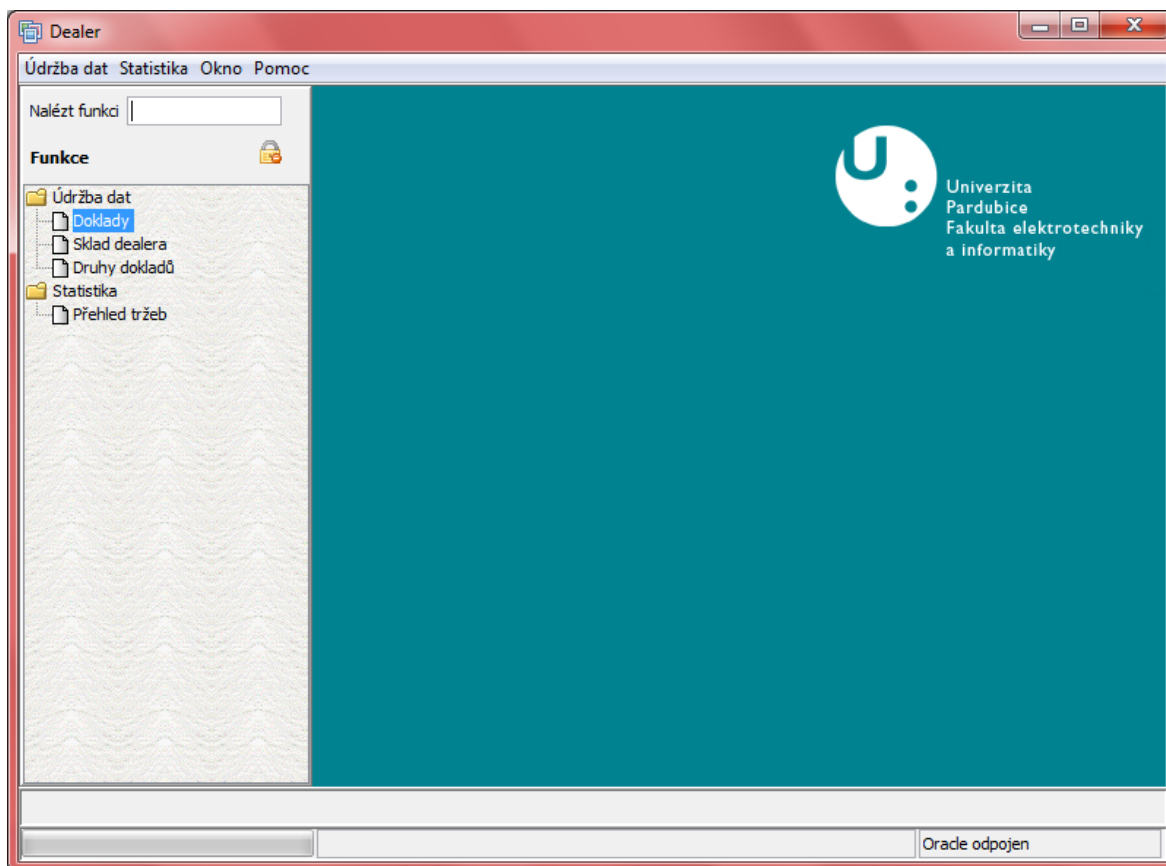 Dealer
Údržba dat Statistika Okno Pomoc
Nalézt funkci
Funkce
Údržba dat
Doklady
Sklad dealera
Druhy dokladů
Statistika
Přehled tržeb
Univerzita
Pardubice
Fakulta elektrotechniky
a informatiky
Oracle odpojen